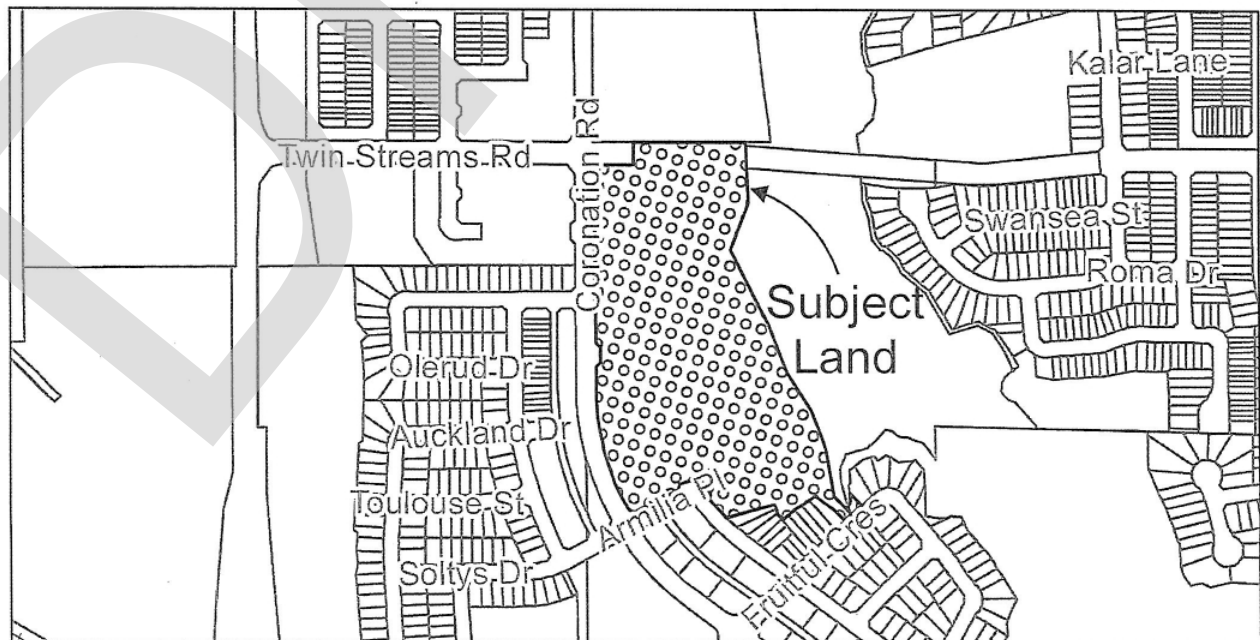 Kalar Lane
Twin Streams Rd
Coronation Rd
Swansea St
Roma Dr
Subject
Land
Olerud Dr
Auckland Dr
Toulouse St
Armilia Pl
Soltys Dr
Fruitful Cres